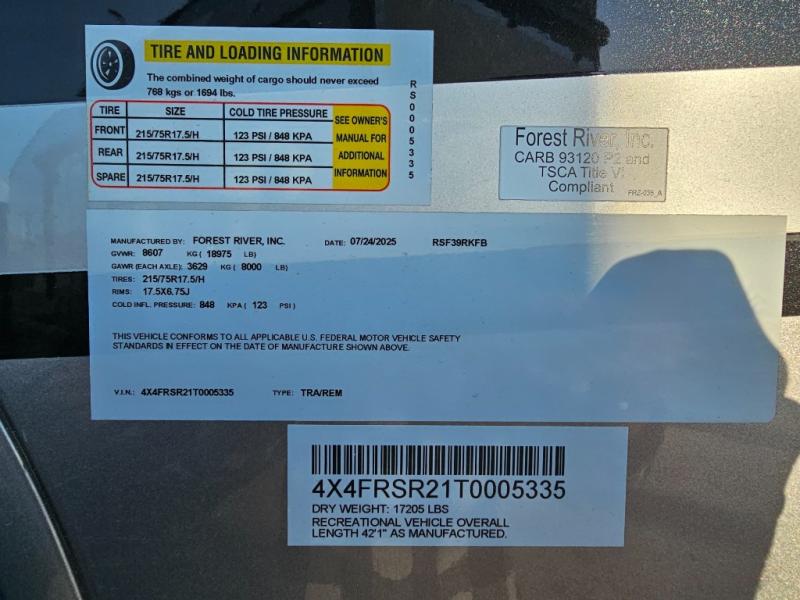 TIRE AND LOADING INFORMATION
The combined weight of cargo should never exceed
768 kgs or 1694 lbs.
TIRE SIZE COLD TIRE PRESSURE
FRONT 215/75R17.5/H 123 PSI / 848 KPA
REAR 215/75R17.5/H 123 PSI / 848 KPA
SPARE 215/75R17.5/H 123 PSI / 848 KPA
SEE OWNER'S
MANUAL FOR
ADDITIONAL
INFORMATION
RS0005335
Forest River, Inc.
CARB 93120 P2 and
TSCA Title VI
Compliant
FRZ-035_A
MANUFACTURED BY: FOREST RIVER, INC. DATE: 07/24/2025 RSF39RKFB
GVWR: 8607 KG ( 18975 LB)
GAWR (EACH AXLE): 3629 KG ( 8000 LB)
TIRES: 215/75R17.5/H
RIMS: 17.5X6.75J
COLD INFL. PRESSURE: 848 KPA ( 123 PSI )
THIS VEHICLE CONFORMS TO ALL APPLICABLE U.S. FEDERAL MOTOR VEHICLE SAFETY
STANDARDS IN EFFECT ON THE DATE OF MANUFACTURE SHOWN ABOVE.
V.I.N.: 4X4FRSR21T0005335 TYPE: TRA/REM
4X4FRSR21T0005335
DRY WEIGHT: 17205 LBS
RECREATIONAL VEHICLE OVERALL
LENGTH 42'1" AS MANUFACTURED.